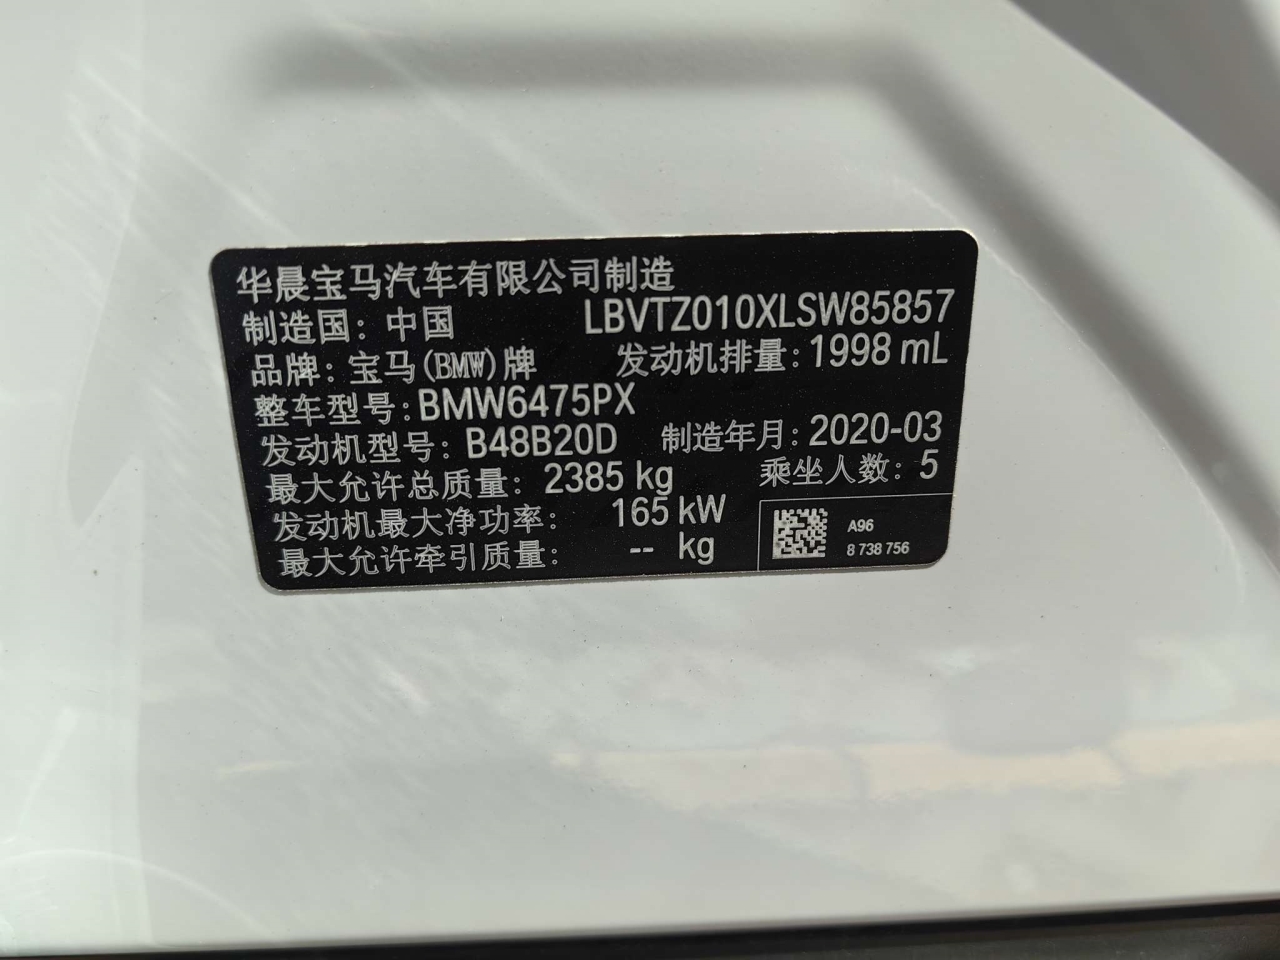 华晨宝马汽车有限公司制造
制造国：中国 LBVTZ010XLSW85857
品牌：宝马(BMW)牌 发动机排量：1998 mL
整车型号：BMW6475PX
发动机型号：B48B20D 制造年月：2020-03
最大允许总质量：2385 kg 乘坐人数：5
发动机最大净功率：165 kW
最大允许牵引质量：-- kg
A96
8 738 756